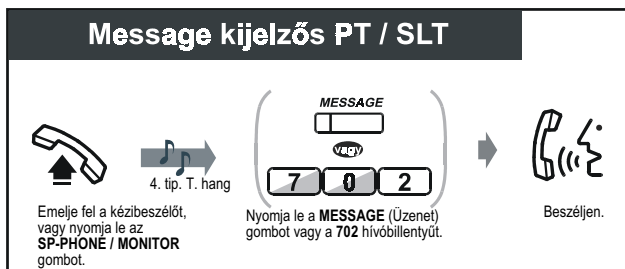 Message kijelzős PT / SLT
MESSAGE
vagy
7 0 2
4. tip. T. hang
Emelje fel a kézibeszélőt,
vagy nyomja le az
SP-PHONE / MONITOR
gombot.
Nyomja le a MESSAGE (Üzenet)
gombot vagy a 702 hívóbillentyűt.
Beszéljen.